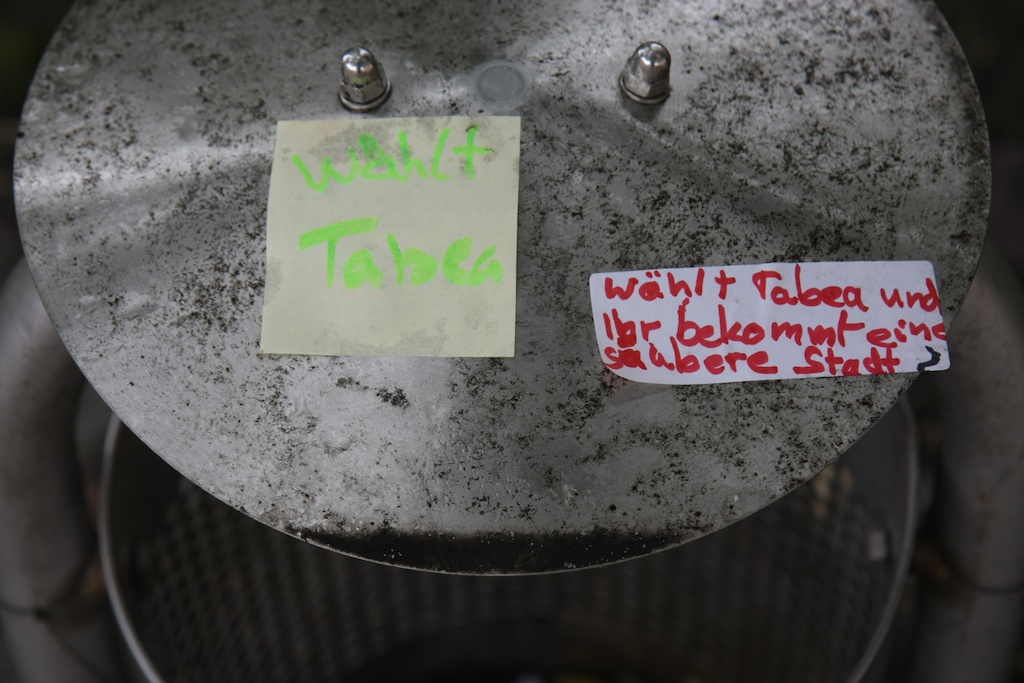 Wählt
Tabea
Wählt Tabea und
Ihr bekommt eine
saubere Stadt